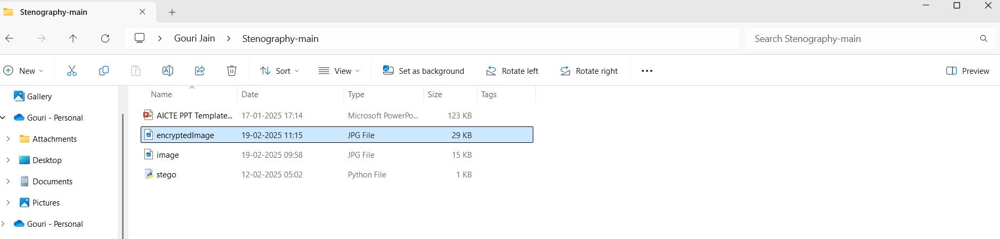 Stenography-main
Gouri Jain > Stenography-main
Search Stenography-main
New
Sort
View
Set as background
Rotate left
Rotate right
Preview
Gallery
Gouri - Personal
Attachments
Desktop
Documents
Pictures
Gouri - Personal
Name Date Type Size Tags
AICTE PPT Template... 17-01-2025 17:14 Microsoft PowerPo... 123 KB
encryptedImage 19-02-2025 11:15 JPG File 29 KB
image 19-02-2025 09:58 JPG File 15 KB
stego 12-02-2025 05:02 Python File 1 KB